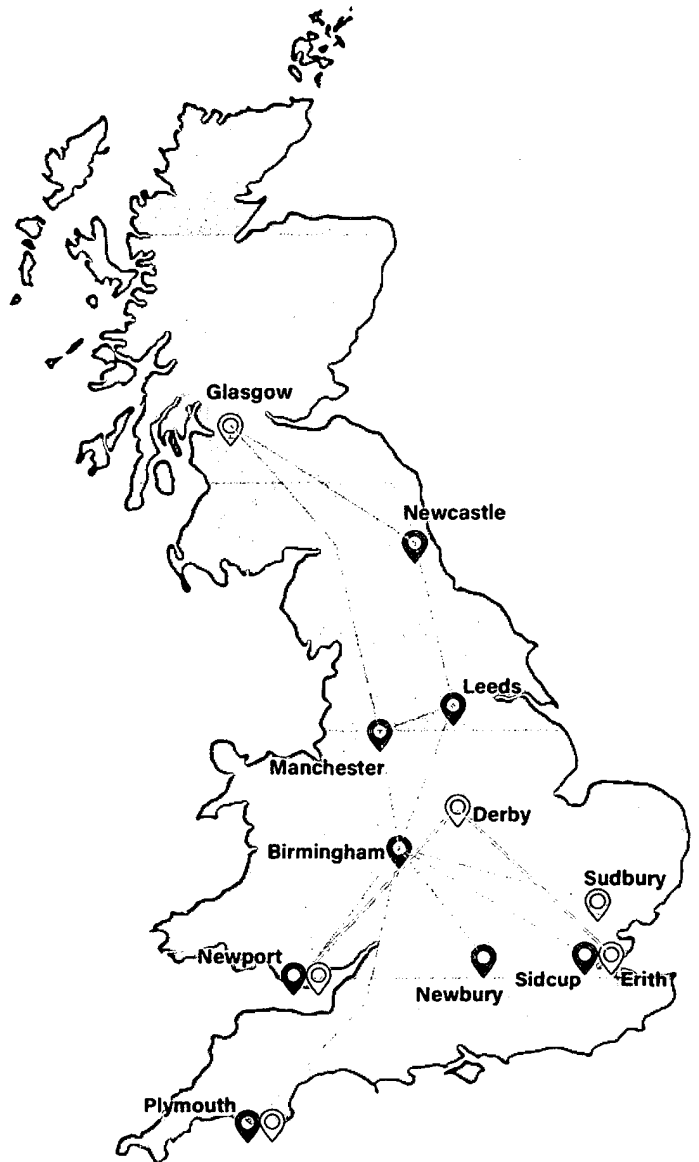 Glasgow
Newcastle
Leeds
Manchester
Derby
Birmingham
Sudbury
Newport
Sidcup
Erith
Newbury
Plymouth